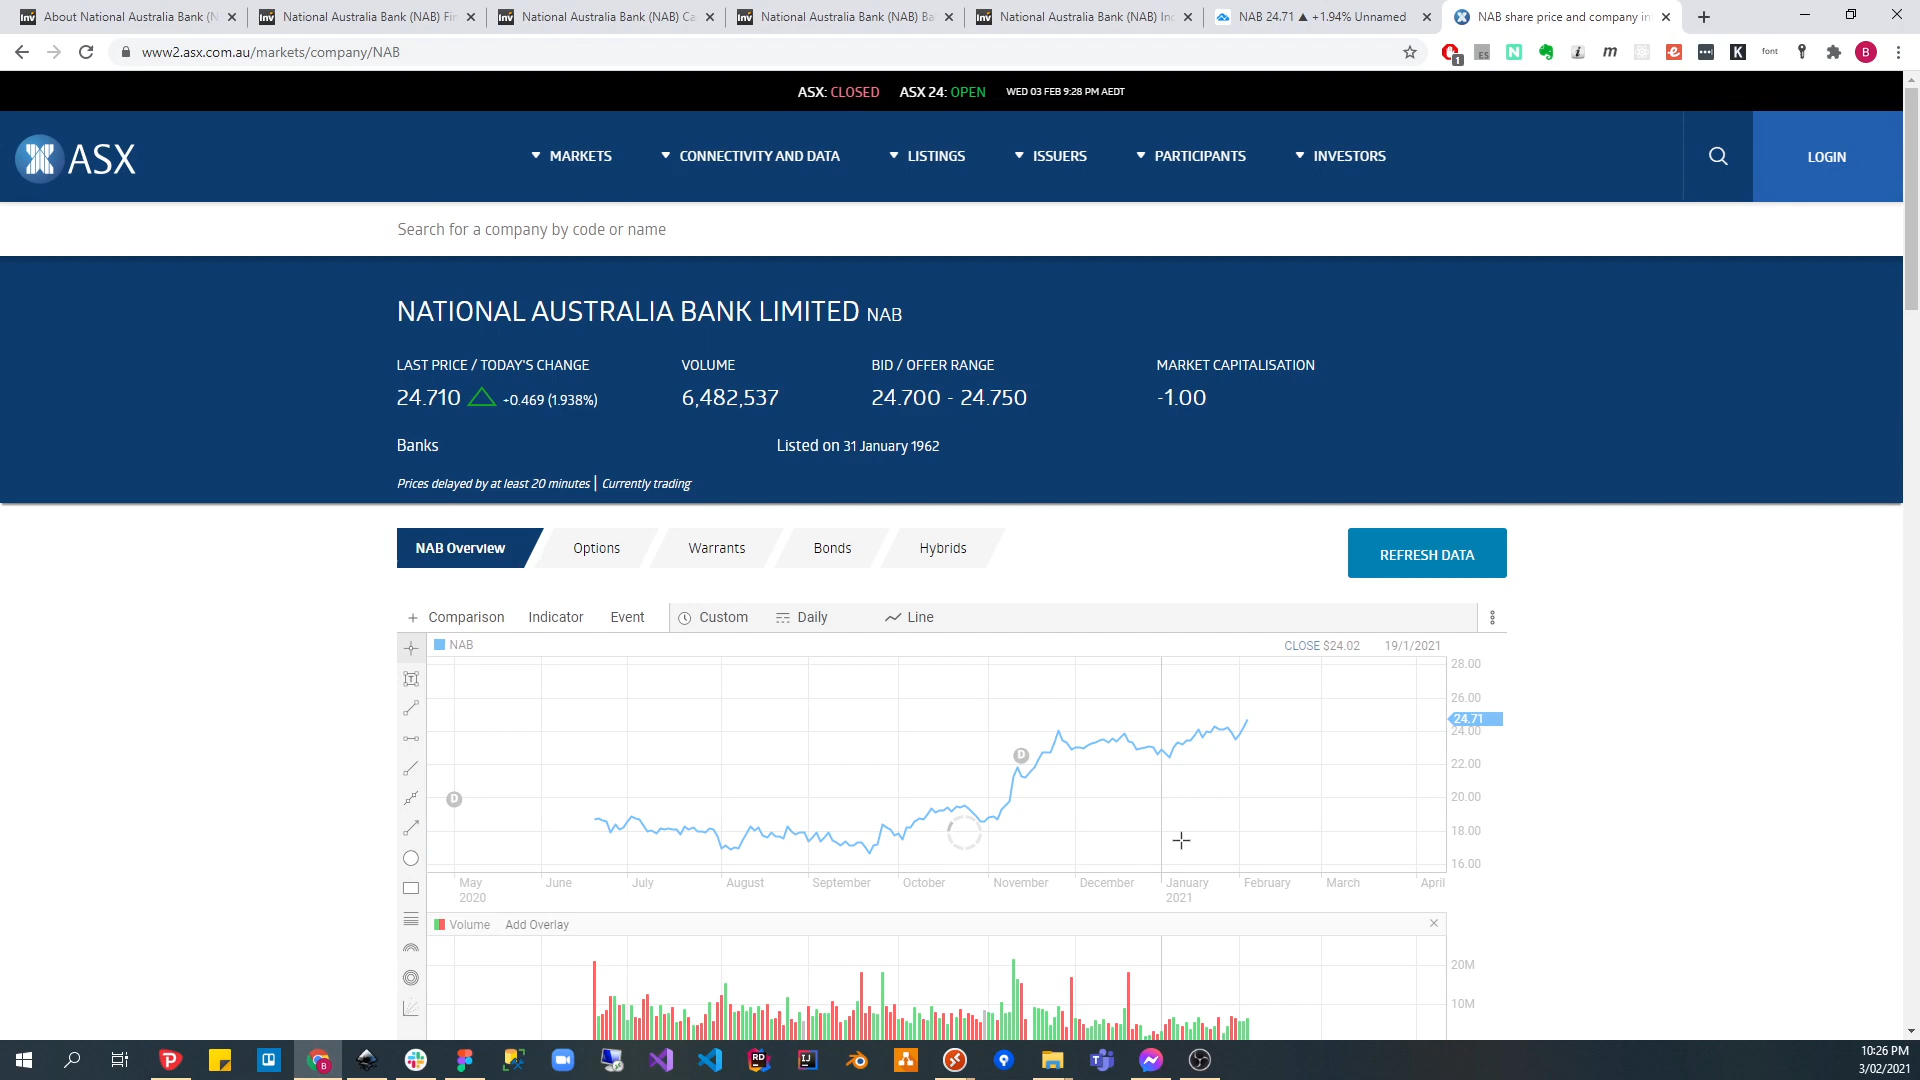 About National Australia Bank (N
National Australia Bank (NAB) Fin
National Australia Bank (NAB) Ca
National Australia Bank (NAB) Ba
National Australia Bank (NAB) Inc
NAB 24.71 ▲ +1.94% Unnamed
NAB share price and company in
www2.asx.com.au/markets/company/NAB
ASX: CLOSED ASX 24: OPEN WED 03 FEB 9:28 PM AEDT
ASX
MARKETS CONNECTIVITY AND DATA LISTINGS ISSUERS PARTICIPANTS INVESTORS
LOGIN
Search for a company by code or name
NATIONAL AUSTRALIA BANK LIMITED NAB
LAST PRICE / TODAY'S CHANGE VOLUME BID / OFFER RANGE MARKET CAPITALISATION
24.710 +0.469 (1.938%) 6,482,537 24.700 - 24.750 -1.00
Banks Listed on 31 January 1962
Prices delayed by at least 20 minutes | Currently trading
NAB Overview Options Warrants Bonds Hybrids
REFRESH DATA
+ Comparison Indicator Event Custom Daily Line
NAB CLOSE $24.02 19/1/2021
28.00
26.00
24.71
24.00
22.00
20.00
18.00
16.00
D
D
May June July August September October November December January February March April
2020 2021
Volume Add Overlay
20M
10M
10:26 PM
3/02/2021